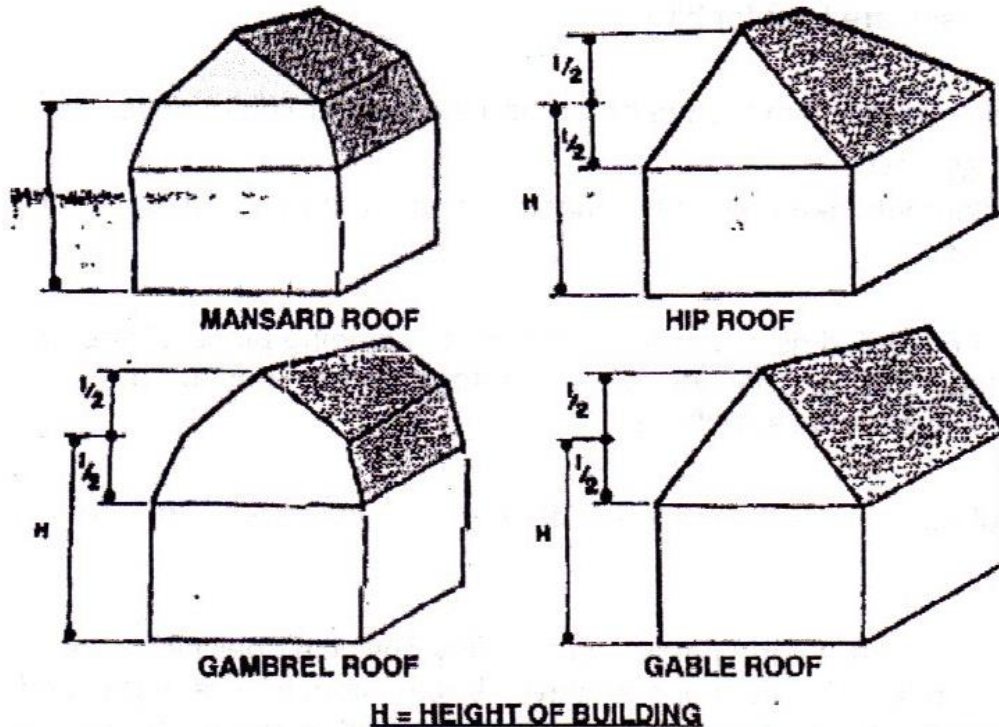 1/2
1/2
H
MANSARD ROOF
HIP ROOF
1/2
1/2
H
1/2
1/2
H
GAMBREL ROOF
GABLE ROOF
H = HEIGHT OF BUILDING